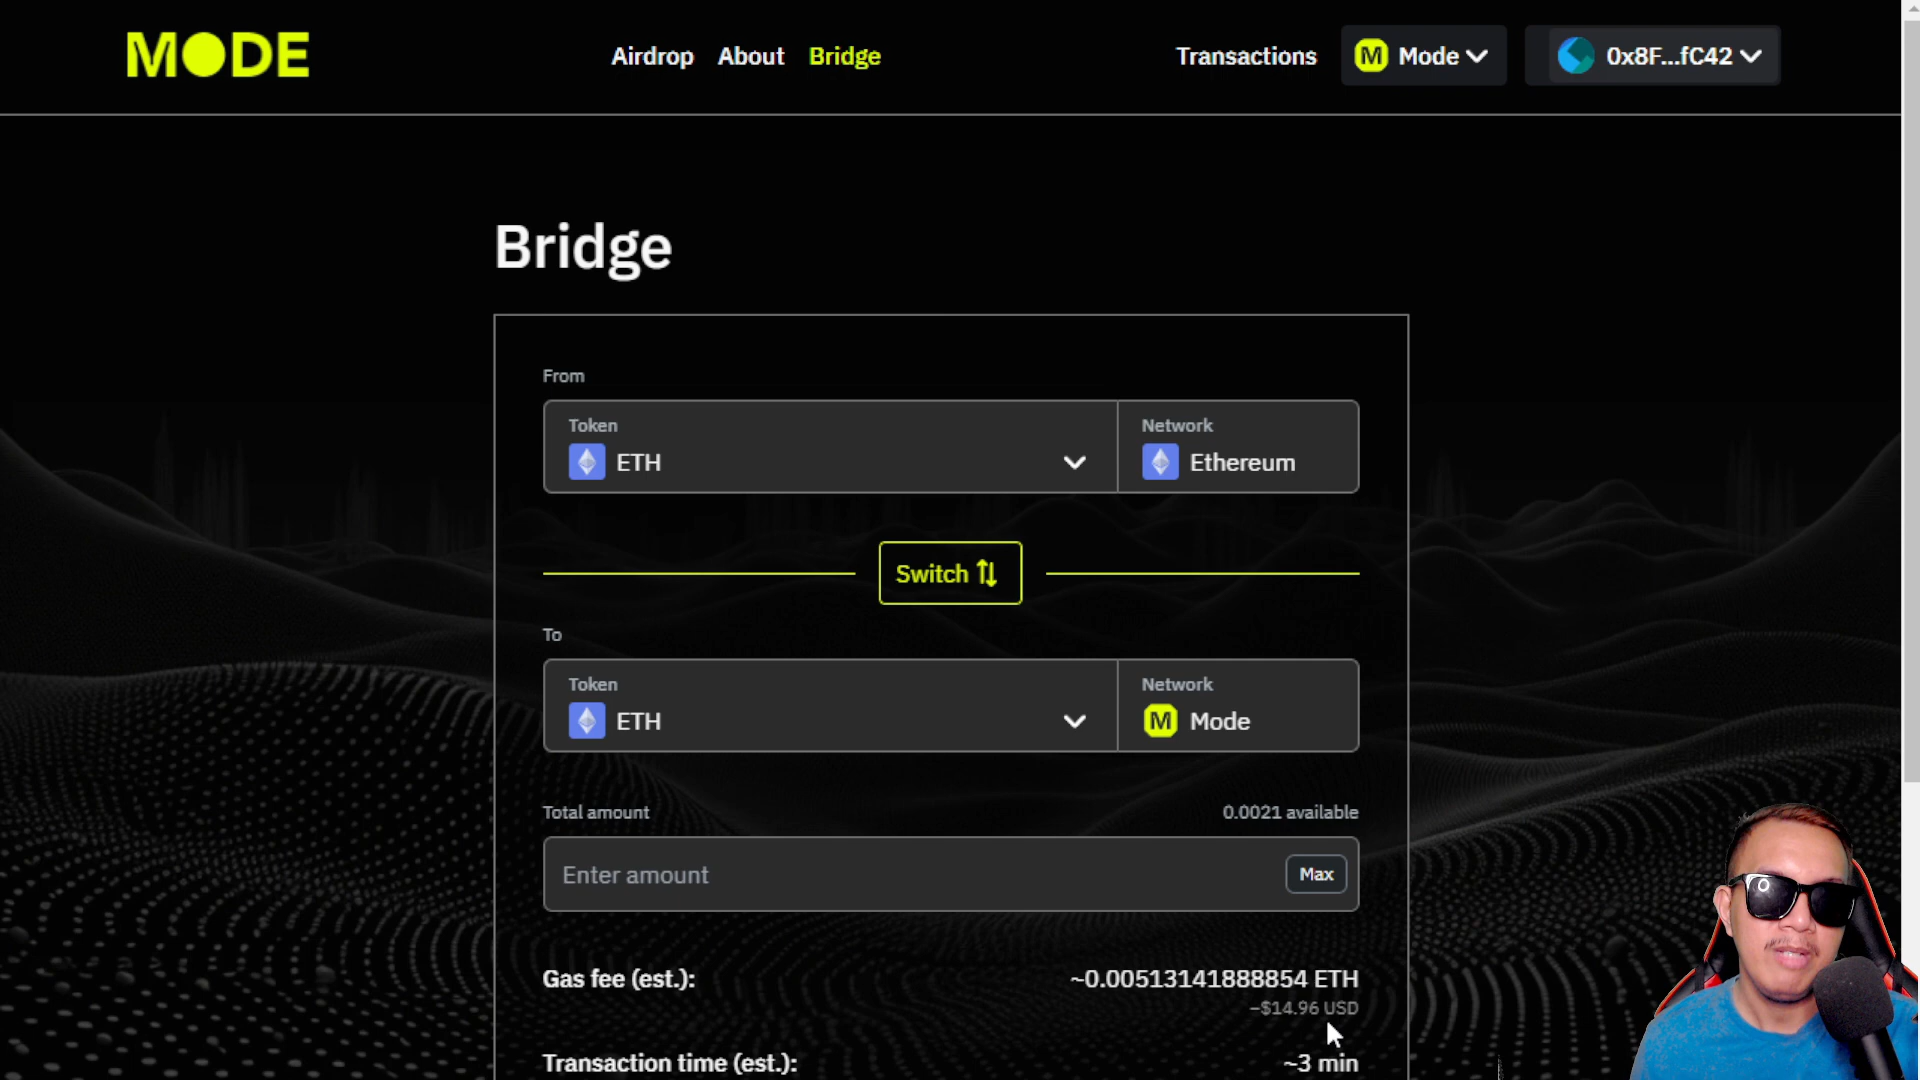 MODE
Airdrop About Bridge
Transactions
M Mode
0x8F...fC42
Bridge
From
Token
ETH
Network
Ethereum
Switch
To
Token
ETH
Network
M Mode
Total amount
0.0021 available
Enter amount
Max
Gas fee (est.):
~0.00513141888854 ETH
~$14.96 USD
Transaction time (est.):
~3 min